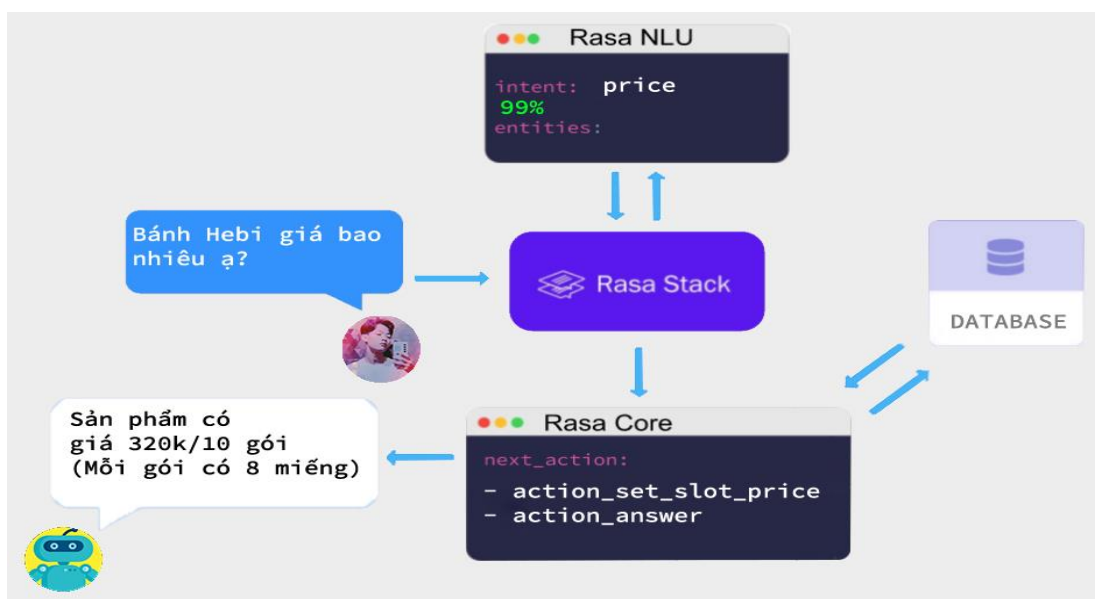 Rasa NLU
intent: price
99%
entities:
Bánh Hebi giá bao
nhiêu ạ?
Rasa Stack
DATABASE
Sản phẩm có
giá 320k/10 gói
(Mỗi gói có 8 miếng)
Rasa Core
next_action:
- action_set_slot_price
- action_answer